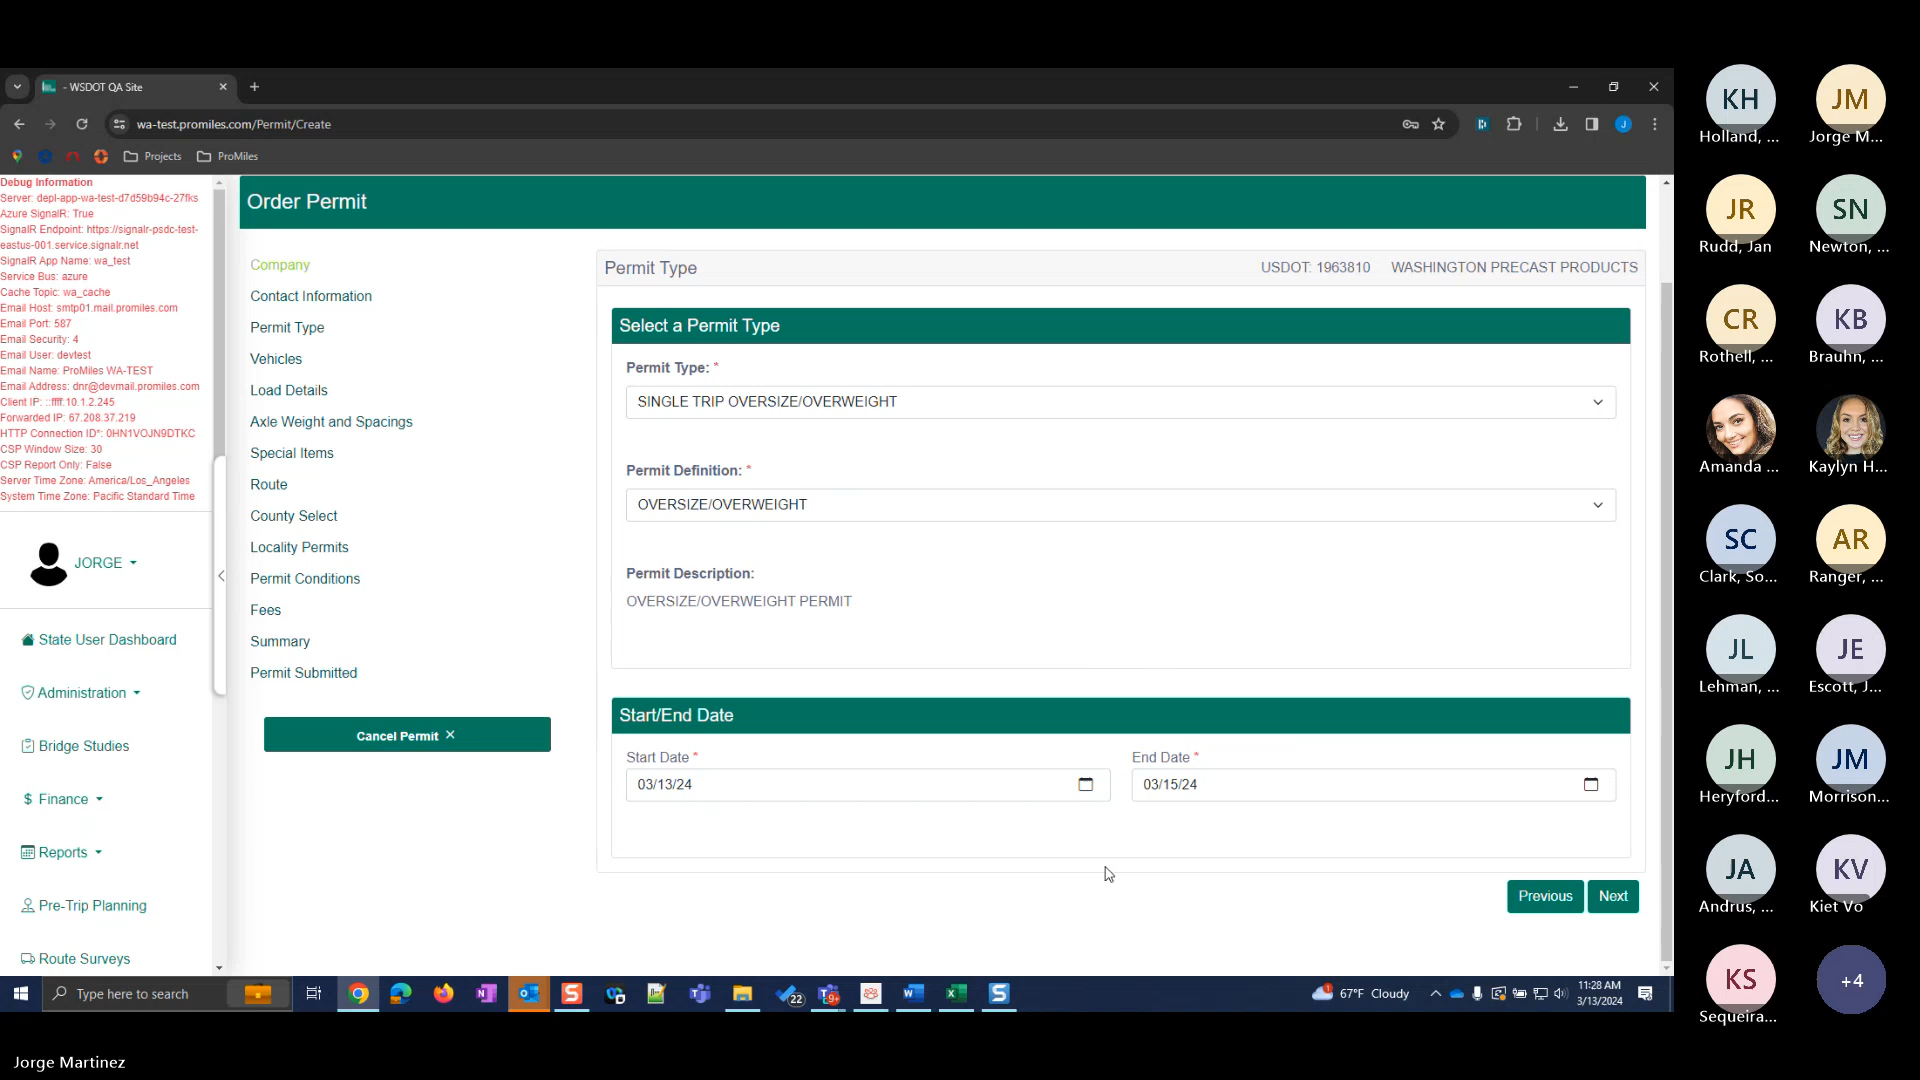 - WSDOT QA Site
wa-test.promiles.com/Permit/Create
Projects
ProMiles
Debug Information
Server: depl-app-wa-test-d7d59b94c-27fks
Azure SignalR: True
SignalR Endpoint: https://signalr-psdc-test-
eastus-001.service.signalr.net
SignalR App Name: wa_test
Service Bus: azure
Cache Topic: wa_cache
Email Host: smtp01.mail.promiles.com
Email Port: 587
Email Security: 4
Email User: devtest
Email Name: ProMiles WA-TEST
Email Address: dnr@devmail.promiles.com
Client IP: ::ffff:10.1.2.245
Forwarded IP: 67.208.37.219
HTTP Connection ID*: 0HN1VOJN9DTKC
CSP Window Size: 30
CSP Report Only: False
Server Time Zone: America/Los_Angeles
System Time Zone: Pacific Standard Time
JORGE
State User Dashboard
Administration
Bridge Studies
Finance
Reports
Pre-Trip Planning
Route Surveys
Order Permit
Company
Contact Information
Permit Type
Vehicles
Load Details
Axle Weight and Spacings
Special Items
Route
County Select
Locality Permits
Permit Conditions
Fees
Summary
Permit Submitted
Cancel Permit ×
Permit Type
USDOT: 1963810
WASHINGTON PRECAST PRODUCTS
Select a Permit Type
Permit Type: *
SINGLE TRIP OVERSIZE/OVERWEIGHT
Permit Definition: *
OVERSIZE/OVERWEIGHT
Permit Description:
OVERSIZE/OVERWEIGHT PERMIT
Start/End Date
Start Date *
End Date *
03/13/24
03/15/24
Previous
Next
Type here to search
22
9+
67°F Cloudy
11:28 AM
3/13/2024
KH
Holland, ...
JM
Jorge M...
JR
Rudd, Jan
SN
Newton, ...
CR
Rothell, ...
KB
Brauhn, ...
Amanda ...
Kaylyn H...
SC
Clark, So...
AR
Ranger, ...
JL
Lehman, ...
JE
Escott, J...
JH
Heryford...
JM
Morrison...
JA
Andrus, ...
KV
Kiet Vo
KS
Sequeira...
+4
Jorge Martinez